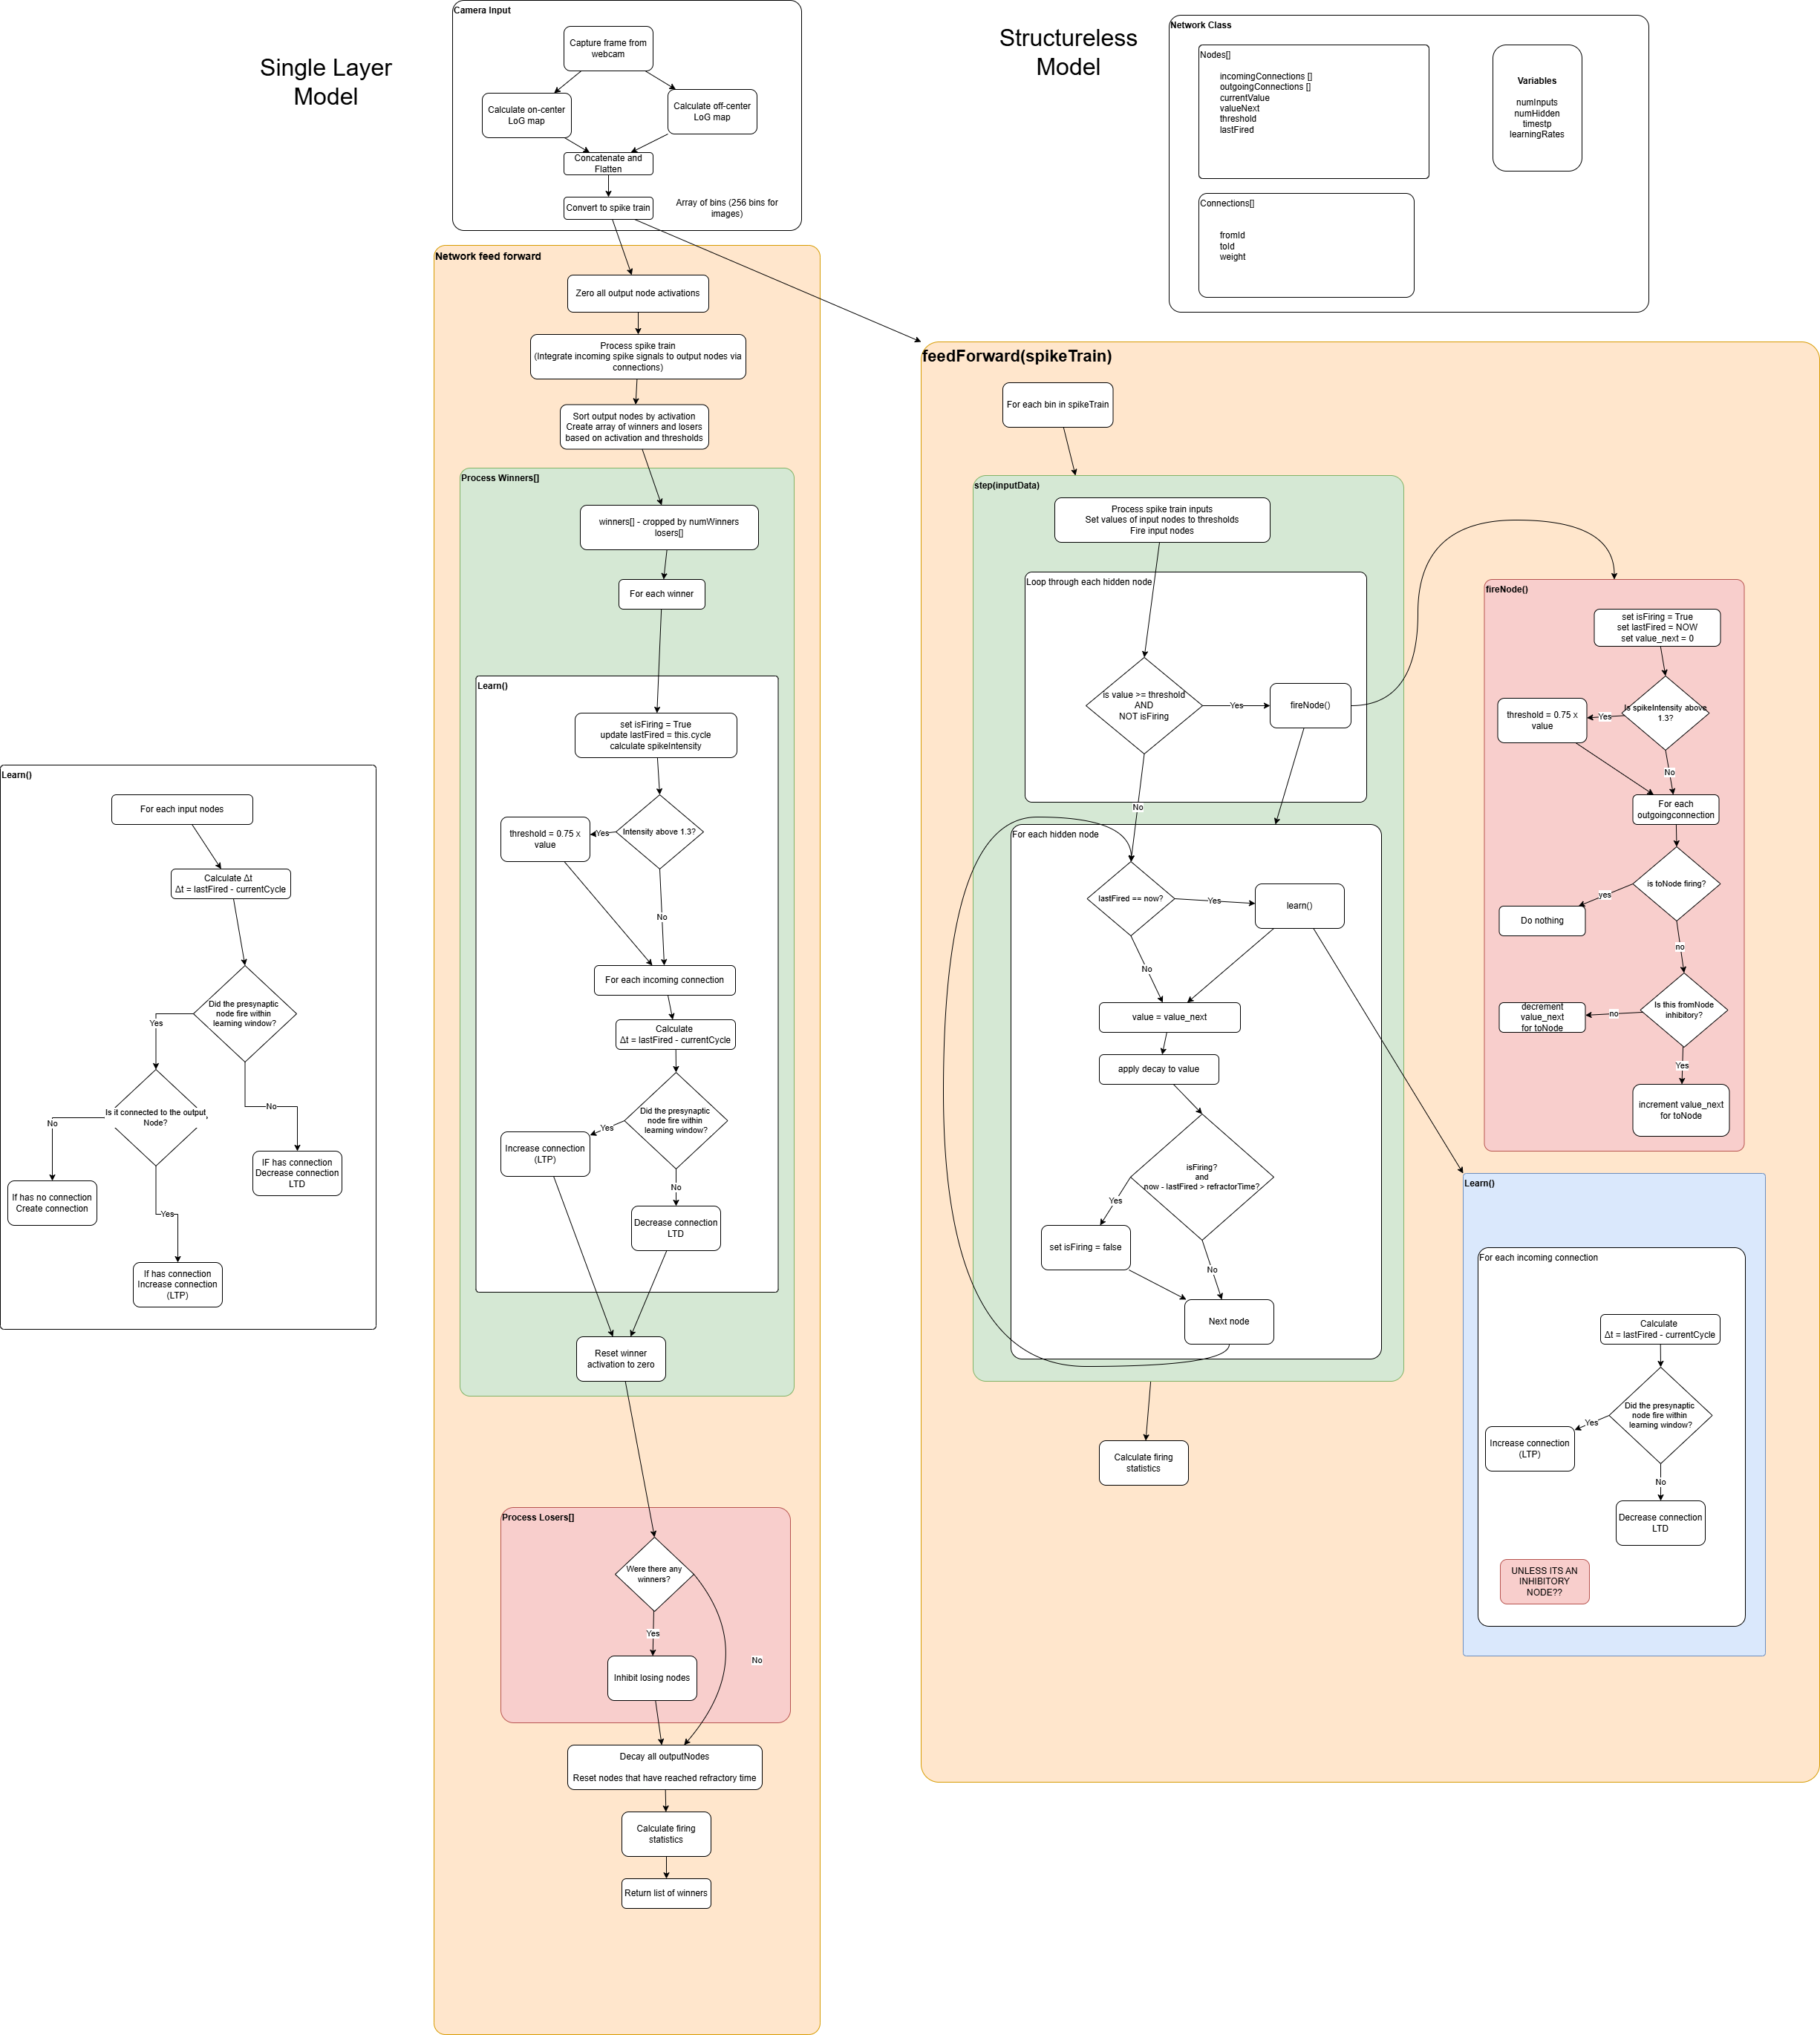 Single Layer
Model
Camera Input
Capture frame from
webcam
Calculate on-center
LoG map
Calculate off-center
LoG map
Concatenate and
Flatten
Convert to spike train
Array of bins (256 bins for
images)
Network feed forward
Zero all output node activations
Process spike train
(Integrate incoming spike signals to output nodes via
connections)
Sort output nodes by activation
Create array of winners and losers
based on activation and thresholds
Process Winners[]
winners[] - cropped by numWinners
losers[]
For each winner
Learn()
set isFiring = True
update lastFired = this.cycle
calculate spikeIntensity
Intensity above 1.3?
Yes
threshold = 0.75 x
value
No
For each incoming connection
Calculate
Δt = lastFired - currentCycle
Did the presynaptic
node fire within
learning window?
Yes
Increase connection
(LTP)
No
Decrease connection
LTD
Reset winner
activation to zero
Process Losers[]
Were there any
winners?
Yes
No
Inhibit losing nodes
Decay all outputNodes
Reset nodes that have reached refractory time
Calculate firing
statistics
Return list of winners
Learn()
For each input nodes
Calculate Δt
Δt = lastFired - currentCycle
Did the presynaptic
node fire within
learning window?
Yes
No
Is it connected to the output
Node?
No
Yes
IF has connection
Decrease connection
LTD
If has no connection
Create connection
If has connection
Increase connection
(LTP)
Structureless
Model
Network Class
Nodes[]
incomingConnections []
outgoingConnections []
currentValue
valueNext
threshold
lastFired
Variables
numInputs
numHidden
timestp
learningRates
Connections[]
fromId
toId
weight
feedForward(spikeTrain)
For each bin in spikeTrain
step(inputData)
Process spike train inputs
Set values of input nodes to thresholds
Fire input nodes
Loop through each hidden node
is value >= threshold
AND
NOT isFiring
Yes
fireNode()
No
For each hidden node
lastFired == now?
Yes
learn()
No
value = value_next
apply decay to value
isFiring?
and
now - lastFired > refractorTime?
Yes
set isFiring = false
No
Next node
Calculate firing
statistics
fireNode()
set isFiring = True
set lastFired = NOW
set value_next = 0
Is spikeIntensity above
1.3?
Yes
threshold = 0.75 x
value
No
For each
outgoingconnection
is toNode firing?
yes
Do nothing
no
Is this fromNode
inhibitory?
no
decrement
value_next
for toNode
Yes
increment value_next
for toNode
Learn()
For each incoming connection
Calculate
Δt = lastFired - currentCycle
Did the presynaptic
node fire within
learning window?
Yes
Increase connection
(LTP)
No
Decrease connection
LTD
UNLESS ITS AN
INHIBITORY
NODE??